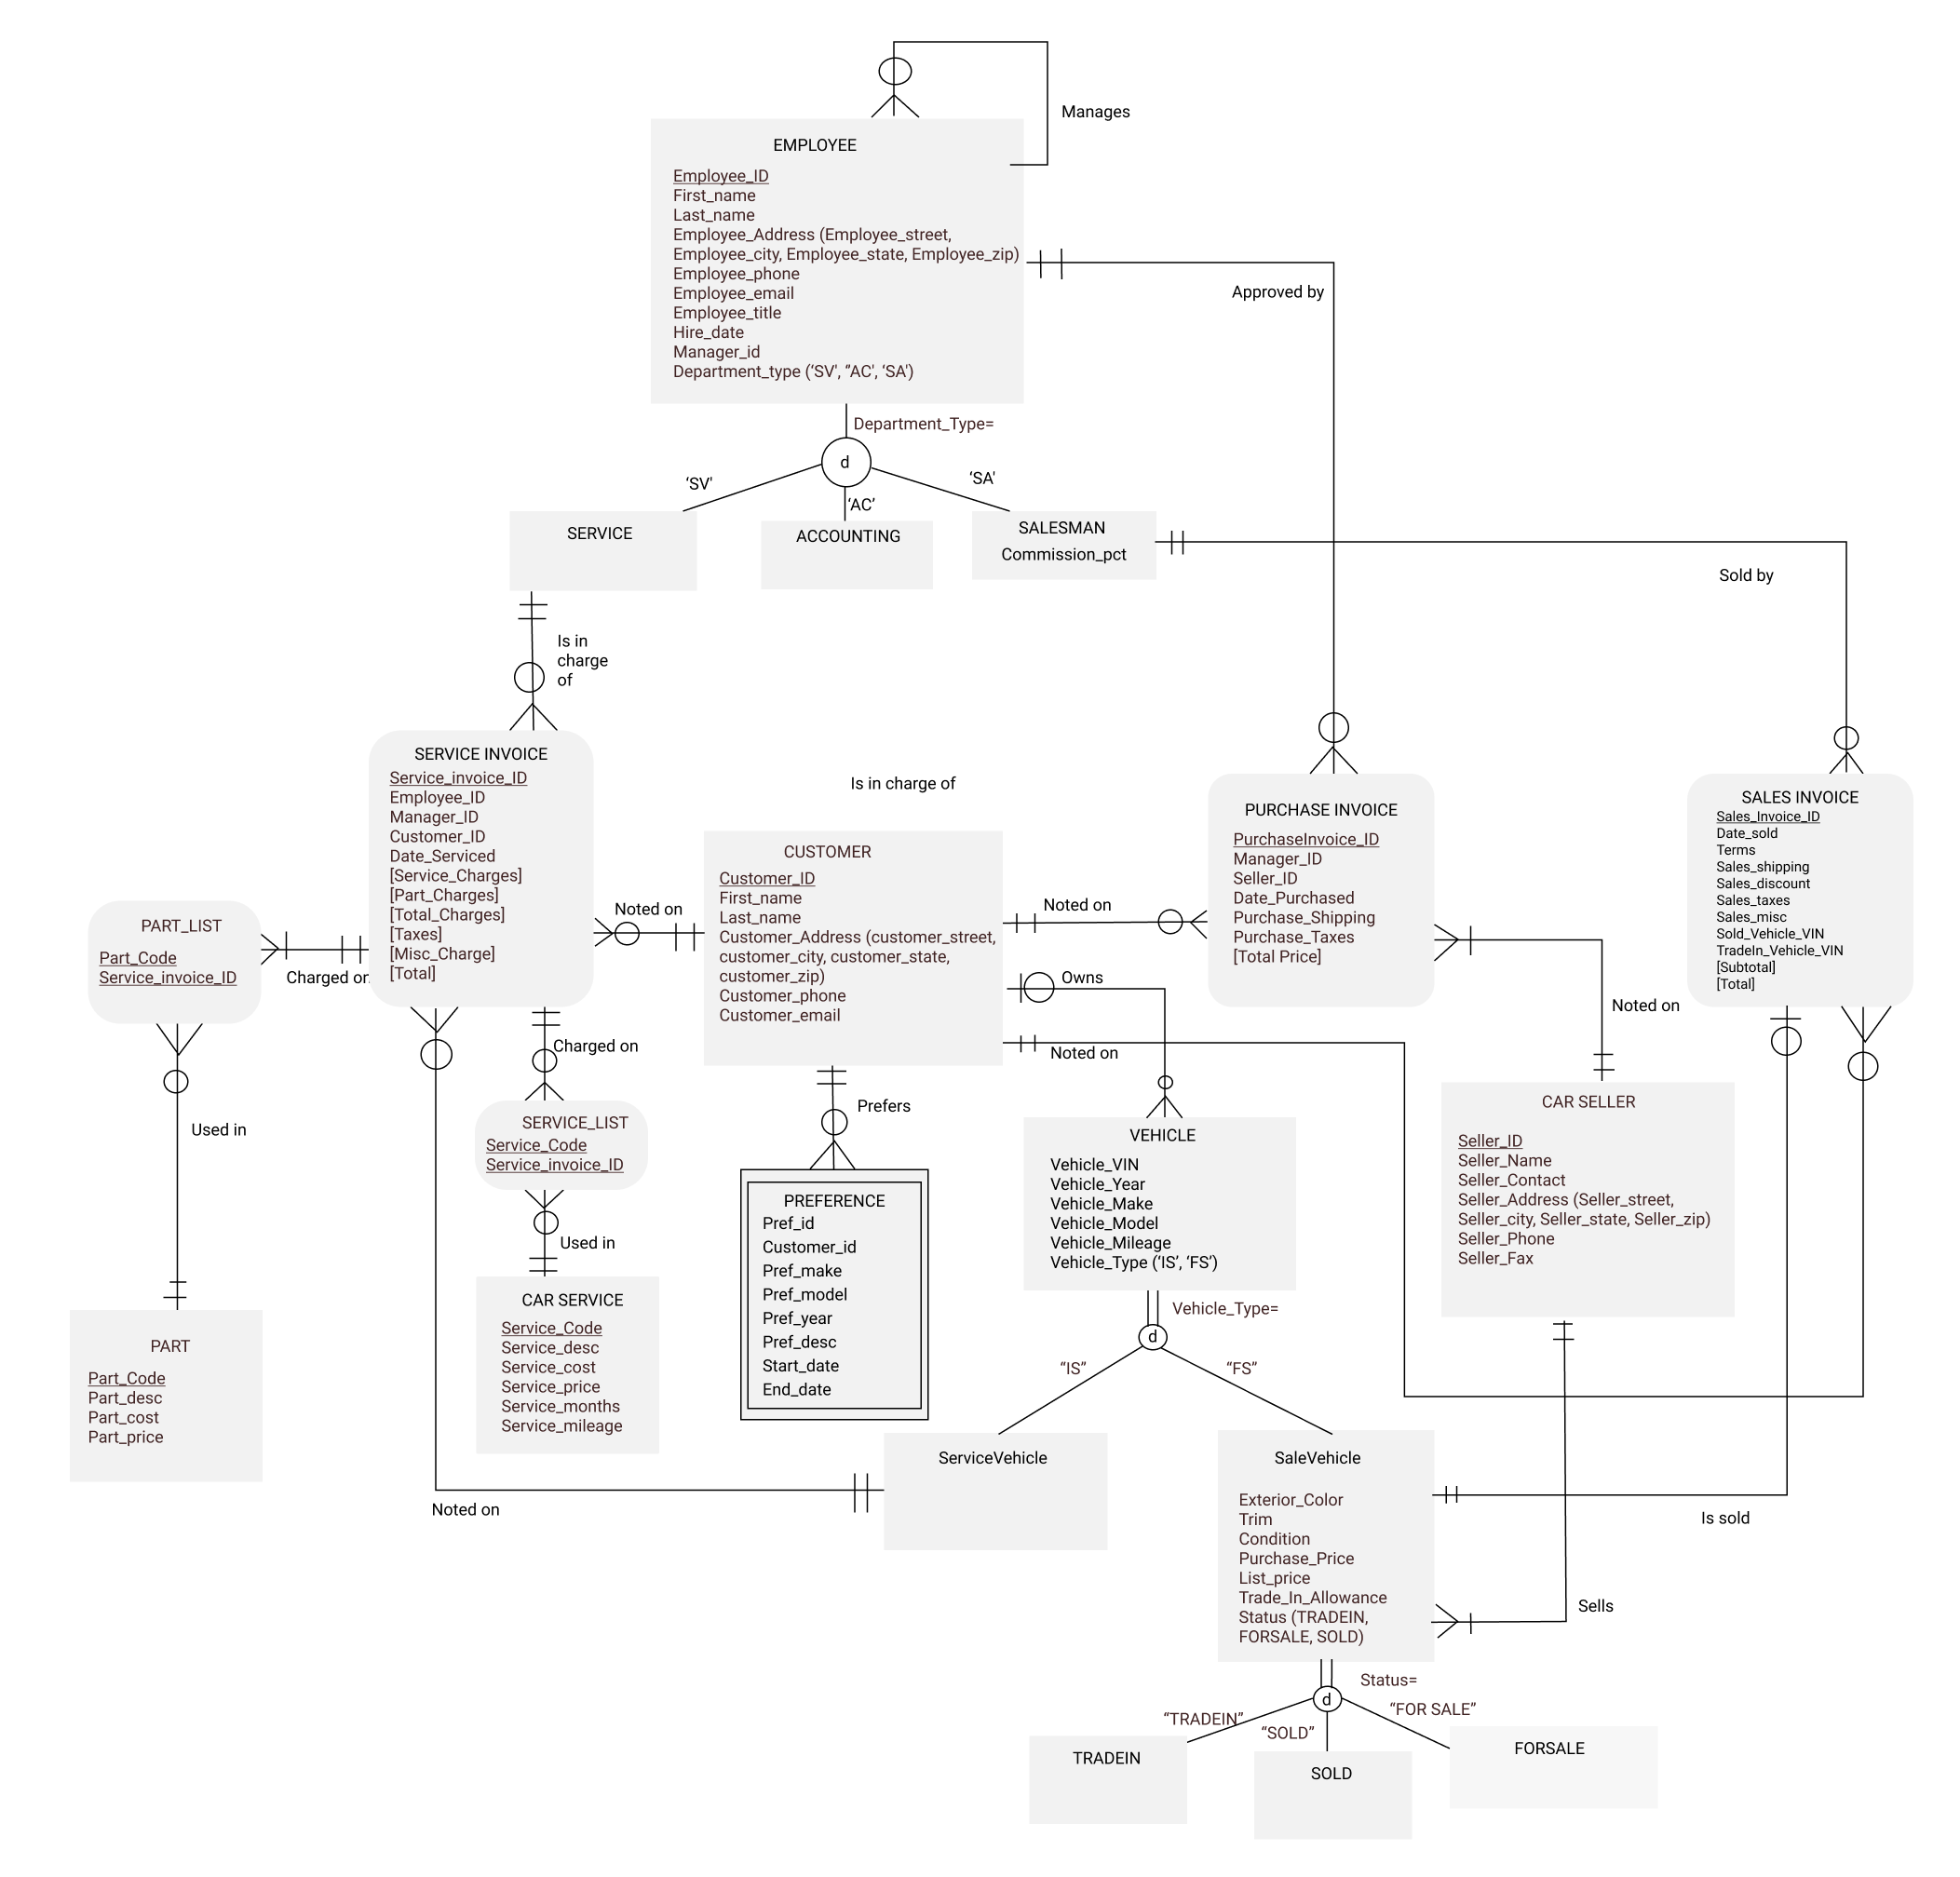 Manages
EMPLOYEE
Employee_ID
First_name
Last_name
Employee_Address (Employee_street,
Employee_city, Employee_state, Employee_zip)
Employee_phone
Employee_email
Employee_title
Hire_date
Manager_id
Department_type (‘SV', ’'AC', ‘SA')
Approved by
Department_Type=
d
‘SV'
‘AC’
‘SA'
SERVICE
ACCOUNTING
SALESMAN
Commission_pct
Sold by
Is in
charge
of
SERVICE INVOICE
Service_invoice_ID
Employee_ID
Manager_ID
Customer_ID
Date_Serviced
[Service_Charges]
[Part_Charges]
[Total_Charges]
[Taxes]
[Misc_Charge]
[Total]
Is in charge of
PURCHASE INVOICE
PurchaseInvoice_ID
Manager_ID
Seller_ID
Date_Purchased
Purchase_Shipping
Purchase_Taxes
[Total Price]
SALES INVOICE
Sales_Invoice_ID
Date_sold
Terms
Sales_shipping
Sales_discount
Sales_taxes
Sales_misc
Sold_Vehicle_VIN
TradeIn_Vehicle_VIN
[Subtotal]
[Total]
CUSTOMER
Customer_ID
First_name
Last_name
Customer_Address (customer_street,
customer_city, customer_state,
customer_zip)
Customer_phone
Customer_email
Noted on
Noted on
Owns
Noted on
Noted on
PART_LIST
Part_Code
Service_invoice_ID
Charged on
Charged on
Used in
SERVICE_LIST
Service_Code
Service_invoice_ID
Used in
Prefers
PREFERENCE
Pref_id
Customer_id
Pref_make
Pref_model
Pref_year
Pref_desc
Start_date
End_date
VEHICLE
Vehicle_VIN
Vehicle_Year
Vehicle_Make
Vehicle_Model
Vehicle_Mileage
Vehicle_Type (‘IS’, ‘FS’)
CAR SELLER
Seller_ID
Seller_Name
Seller_Contact
Seller_Address (Seller_street,
Seller_city, Seller_state, Seller_zip)
Seller_Phone
Seller_Fax
PART
Part_Code
Part_desc
Part_cost
Part_price
CAR SERVICE
Service_Code
Service_desc
Service_cost
Service_price
Service_months
Service_mileage
Vehicle_Type=
d
“IS”
“FS”
ServiceVehicle
Noted on
SaleVehicle
Exterior_Color
Trim
Condition
Purchase_Price
List_price
Trade_In_Allowance
Status (TRADEIN,
FORSALE, SOLD)
Is sold
Sells
Status=
d
“TRADEIN”
“SOLD”
“FOR SALE”
TRADEIN
SOLD
FORSALE